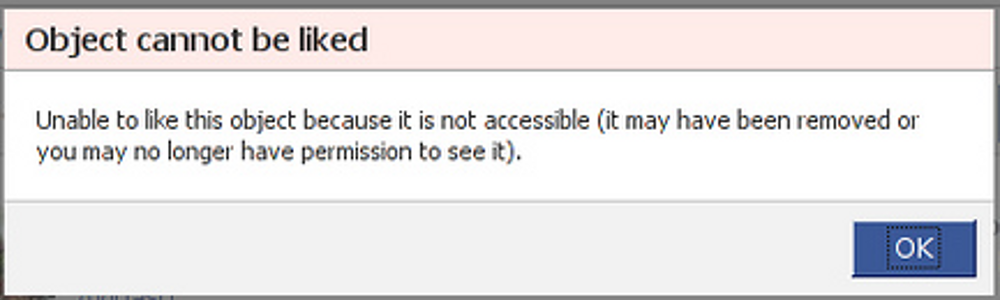 Object cannot be liked
Unable to like this object because it is not accessible (it may have been removed or
you may no longer have permission to see it).
OK